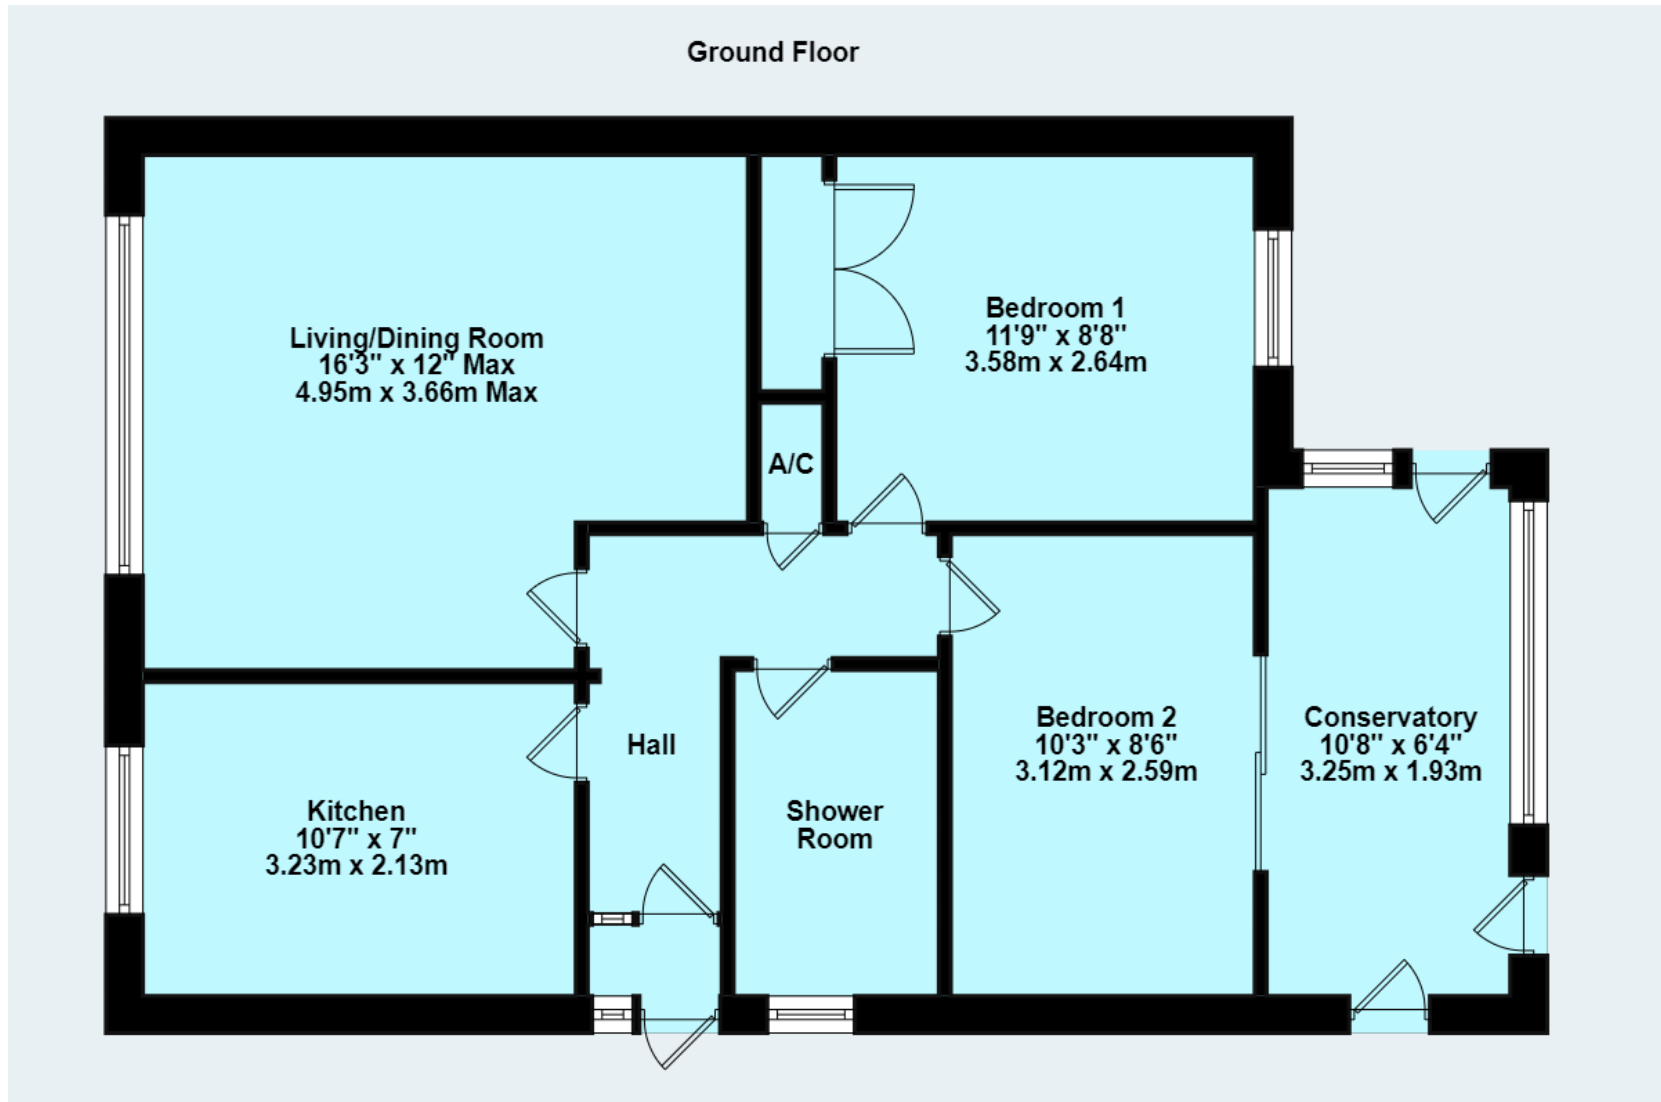 Ground Floor
Living/Dining Room
16'3" x 12" Max
4.95m x 3.66m Max
Bedroom 1
11'9" x 8'8"
3.58m x 2.64m
A/C
Hall
Kitchen
10'7" x 7"
3.23m x 2.13m
Shower
Room
Bedroom 2
10'3" x 8'6"
3.12m x 2.59m
Conservatory
10'8" x 6'4"
3.25m x 1.93m